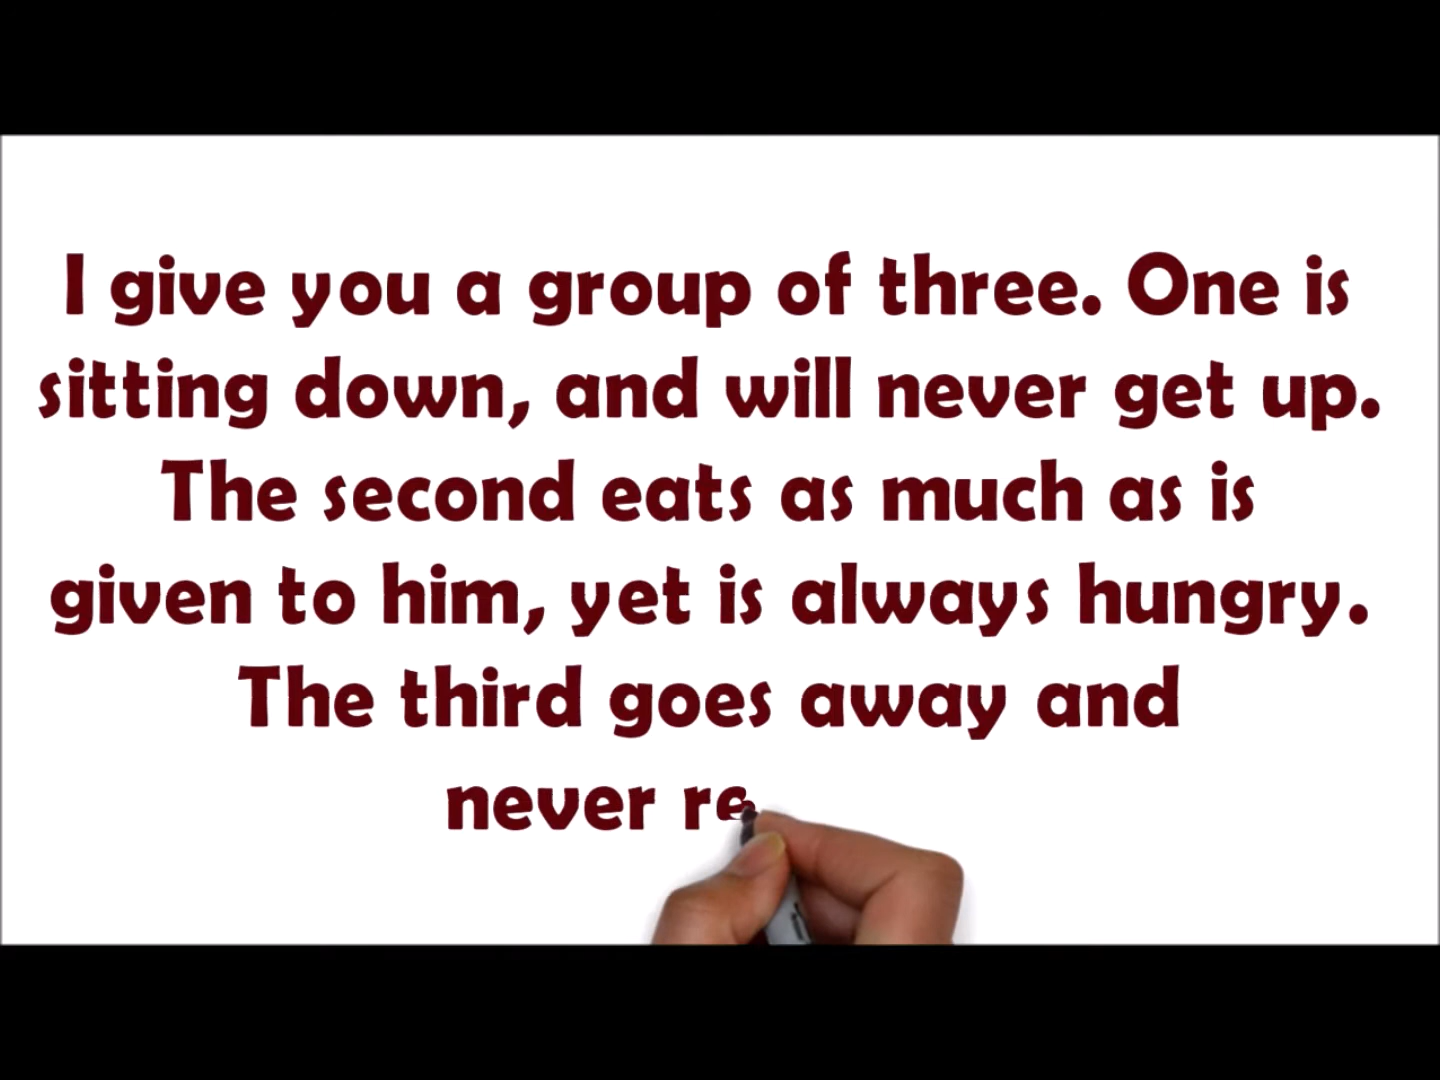 I give you a group of three. One is
sitting down, and will never get up.
The second eats as much as is
given to him, yet is always hungry.
The third goes away and
never re